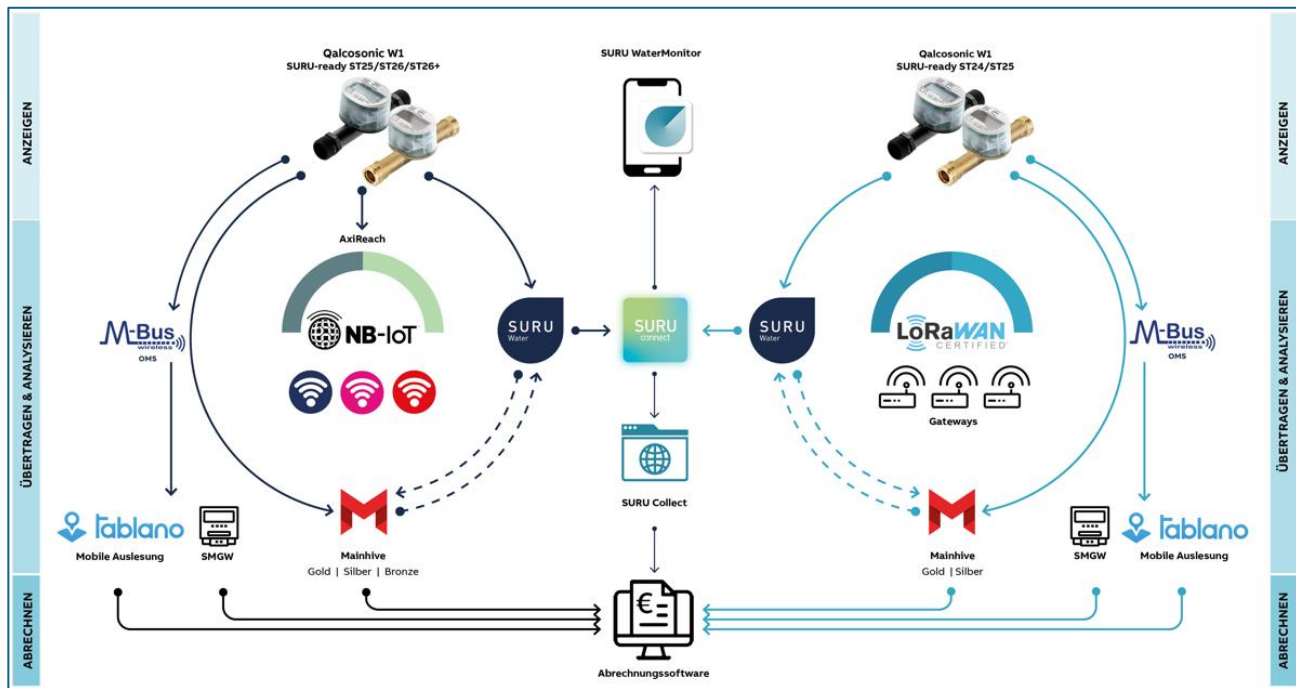 ANZEIGEN
ÜBERTRAGEN & ANALYSIEREN
ABRECHNEN
Qalcosonic W1
SURU-ready ST25/ST26/ST26+
AxiReach
NB-IoT
M-Bus
wireless
OMS
SURU
Water
tablano
Mobile Auslesung
SMGW
Mainhive
Gold | Silber | Bronze
SURU WaterMonitor
SURU
connect
SURU Collect
€
Abrechnungssoftware
Qalcosonic W1
SURU-ready ST24/ST25
SURU
Water
LoRaWAN
CERTIFIED
Gateways
M-Bus
wireless
OMS
Mainhive
Gold | Silber
SMGW
tablano
Mobile Auslesung
ANZEIGEN
ÜBERTRAGEN & ANALYSIEREN
ABRECHNEN